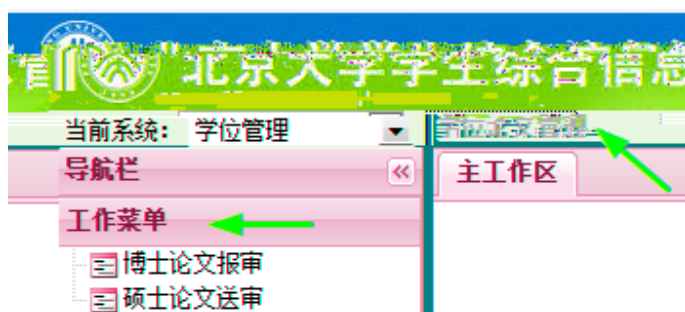 北京大学学生综合信息
当前系统: 学位管理
导航栏
主工作区
工作菜单
博士论文报审
硕士论文送审